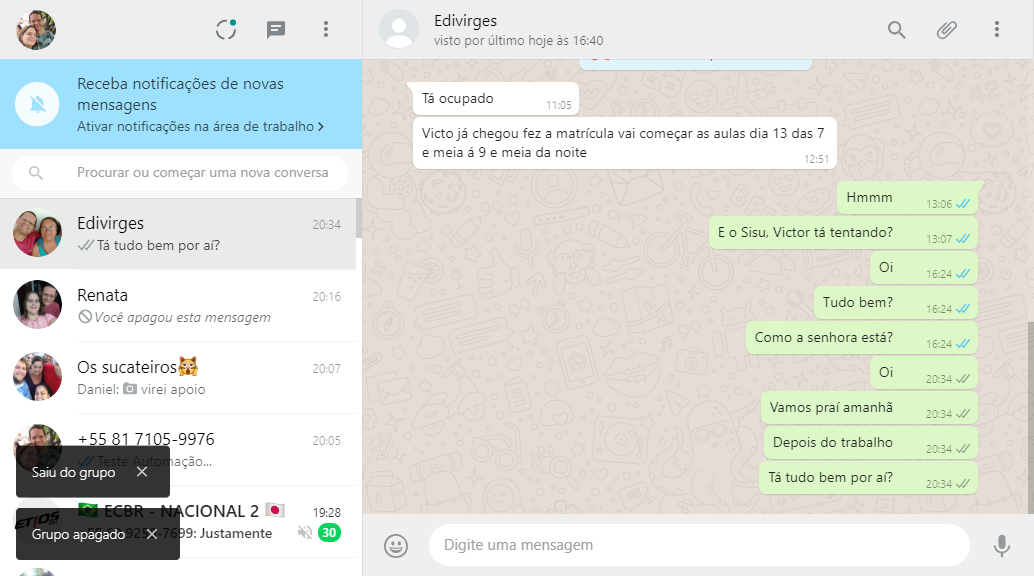 Receba notificações de novas
mensagens
Ativar notificações na área de trabalho >
Procurar ou começar uma nova conversa
Edivirges
20:34
Tá tudo bem por aí?
Renata
20:16
Você apagou esta mensagem
Os sucateiros😹
20:07
Daniel: 📷 virei apoio
+55 81 7105-9976
20:05
Teste Automação...
Saiu do grupo
🇧🇷 ECBR - NACIONAL 2 🇯🇵
19:28
7699: Justamente
30
Grupo apagado
Edivirges
visto por último hoje às 16:40
Tá ocupado
11:05
Victo já chegou fez a matrícula vai começar as aulas dia 13 das 7
e meia á 9 e meia da noite
12:51
Hmmm
13:06
E o Sisu, Victor tá tentando?
13:07
Oi
16:24
Tudo bem?
16:24
Como a senhora está?
16:24
Oi
20:34
Vamos praí amanhã
20:34
Depois do trabalho
20:34
Tá tudo bem por aí?
20:34
Digite uma mensagem